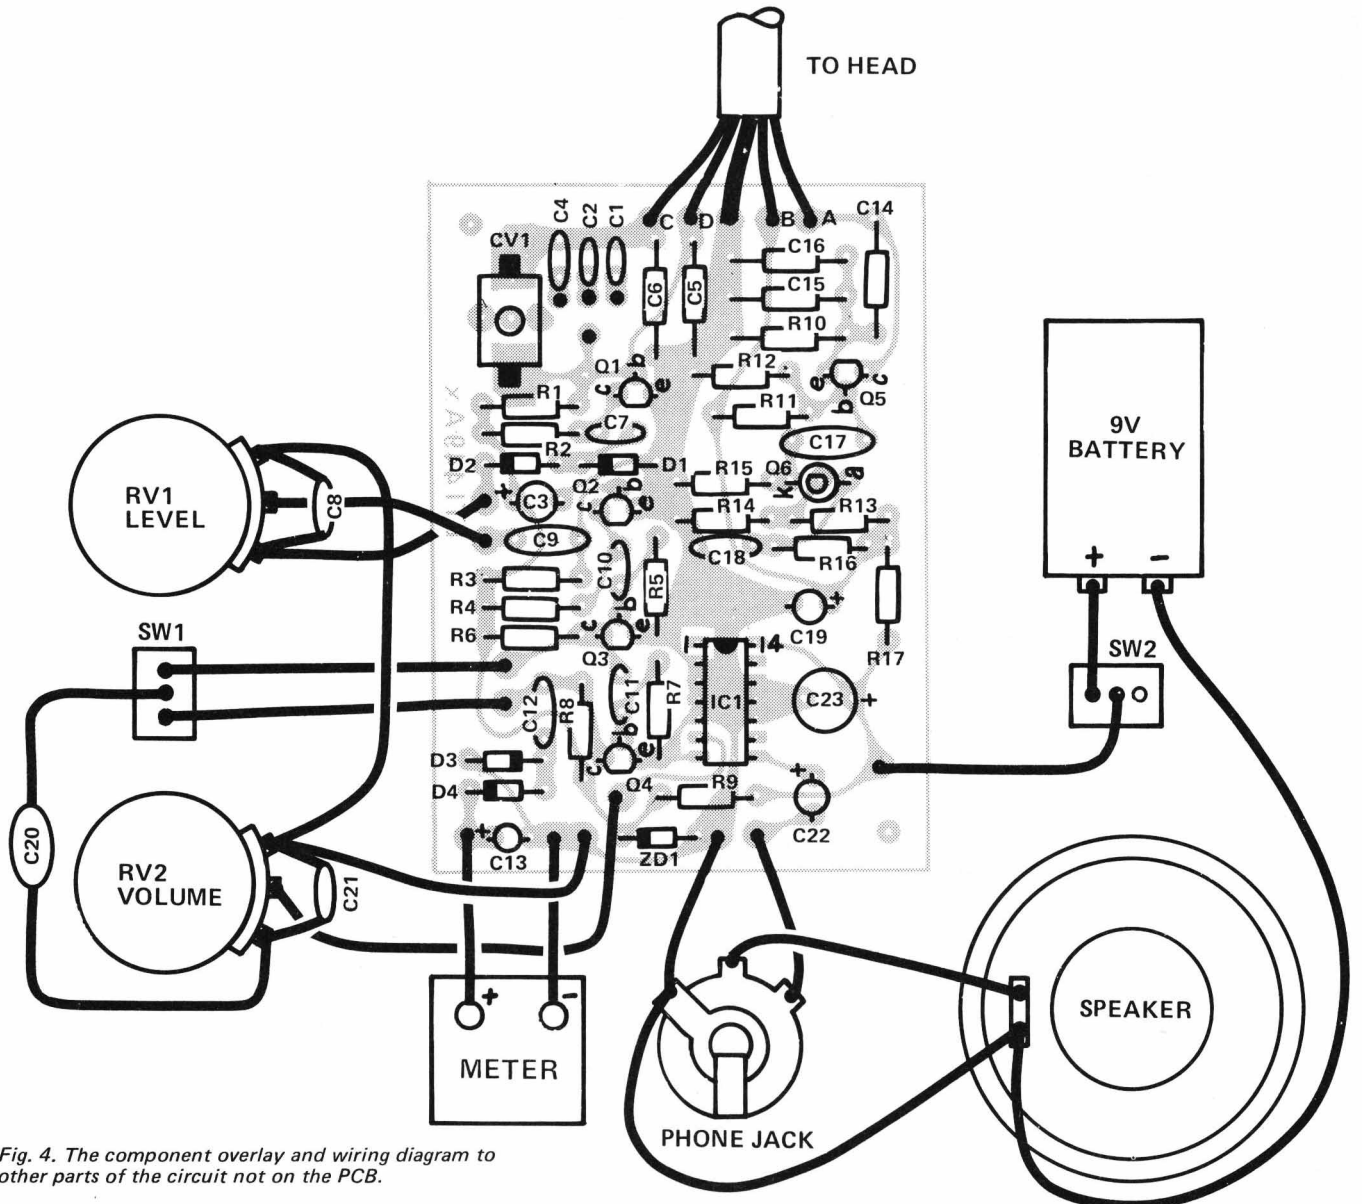 TO HEAD
C4
C2
C1
C
D
B
A
C14
CV1
C16
C6
C5
C15
R10
Q1
b
c
e
R12
e
c
b
Q5
R1
R11
C7
R2
C17
D2
D1
R15
Q6
k
a
RV1
LEVEL
C8
+
C3
Q2
b
c
e
R14
R13
C9
C18
R16
C10
R5
R3
R4
R6
b
c
e
Q3
C19
+
R17
9V
BATTERY
+
-
SW1
SW2
1
14
IC1
C12
R8
C11
R7
C23
+
b
c
e
Q4
D3
D4
R9
+
C22
+
C13
ZD1
C20
RV2
VOLUME
C21
+
-
METER
PHONE JACK
SPEAKER
Fig. 4. The component overlay and wiring diagram to
other parts of the circuit not on the PCB.